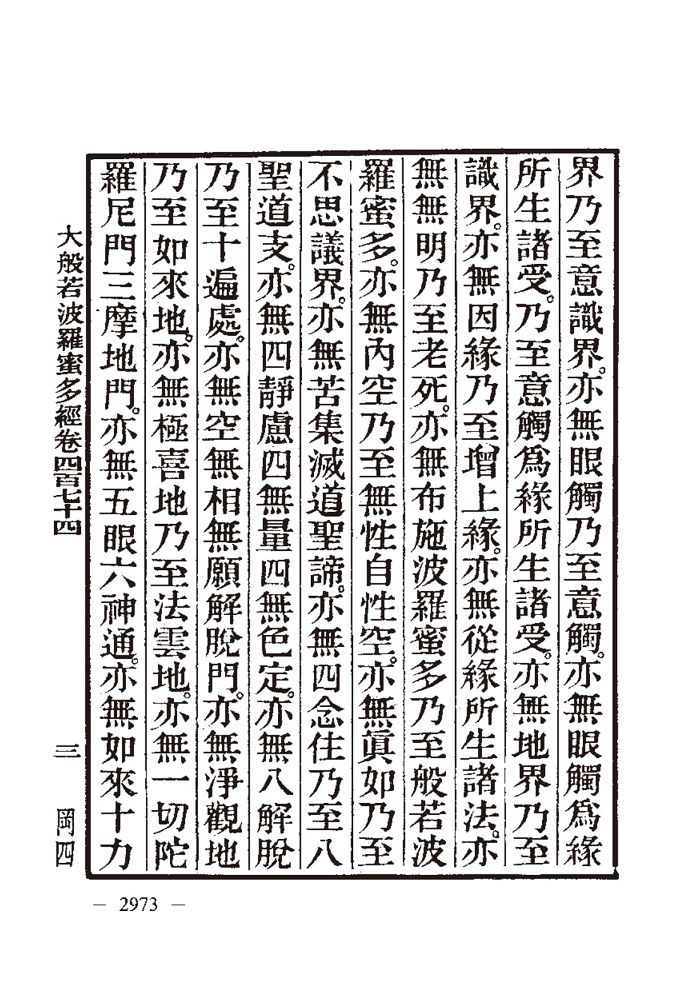 界乃至意識界。亦無眼觸乃至意觸。亦無眼觸爲緣
所生諸受。乃至意觸爲緣所生諸受。亦無地界乃至
識界。亦無因緣乃至增上緣。亦無從緣所生諸法。亦
無無明乃至老死。亦無布施波羅蜜多乃至般若波
羅蜜多。亦無內空乃至無性自性空。亦無眞如乃至
不思議界。亦無苦集滅道聖諦。亦無四念住乃至八
聖道支。亦無四靜慮四無量四無色定。亦無八解脫
乃至十遍處。亦無空無相無願解脫門。亦無淨觀地
乃至如來地。亦無極喜地乃至法雲地。亦無一切陀
羅尼門三摩地門。亦無五眼六神通。亦無如來十力
大般若波羅蜜多經卷四百七十四 三 岡四
— 2973 —